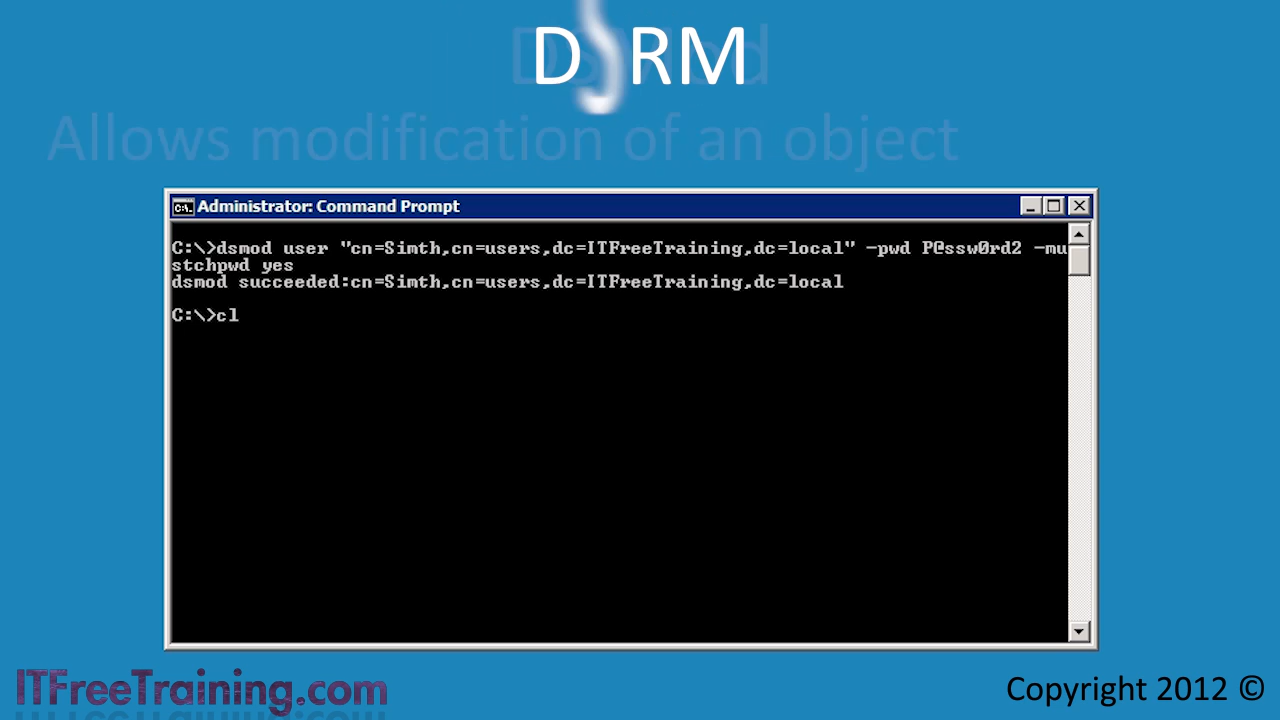 DSRM
Dsmod
Allows modification of an object
Administrator: Command Prompt
C:\>dsmod user "cn=Simth,cn=users,dc=ITFreeTraining,dc=local" -pwd P@ssw0rd2 -mu
stchpwd yes
dsmod succeeded:cn=Simth,cn=users,dc=ITFreeTraining,dc=local
C:\>cl
ITFreeTraining.com
Copyright 2012 ©